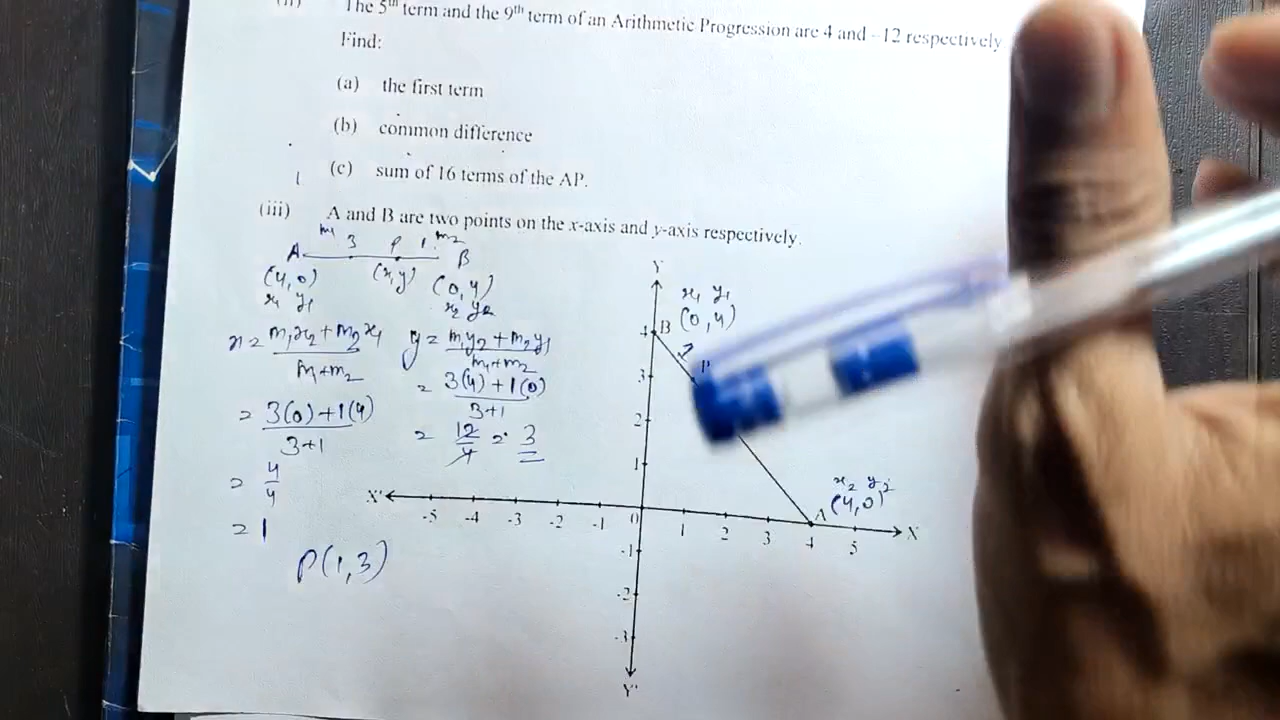 The 5th term and the 9th term of an Arithmetic Progression are 4 and –12 respectively
Find:
(a) the first term
(b) common difference
(c) sum of 16 terms of the AP.
(iii) A and B are two points on the x-axis and y-axis respectively.
m1 3 P 1 m2
A B
(4,0) (x,y) (0,4)
x1 y1 x2 y2
x = m1x2 + m2x1 / m1+m2
= 3(0)+1(4) / 3+1
= 4/4
= 1
y = m1y2 + m2y1 / m1+m2
= 3(4)+1(0) / 3+1
= 12/4 = 3
P(1,3)
Y
x1 y1
4 B (0,4)
3
2
1
x2 y2
A (4,0)
X' -5 -4 -3 -2 -1 0 1 2 3 4 5 X
-1
-2
-3
Y'